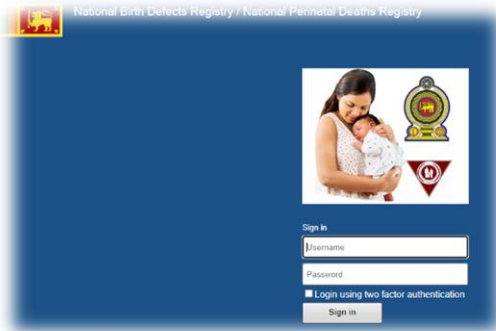 National Birth Defects Registry / National Perinatal Deaths Registry
Sign in
Username
Password
Login using two factor authentication
Sign in